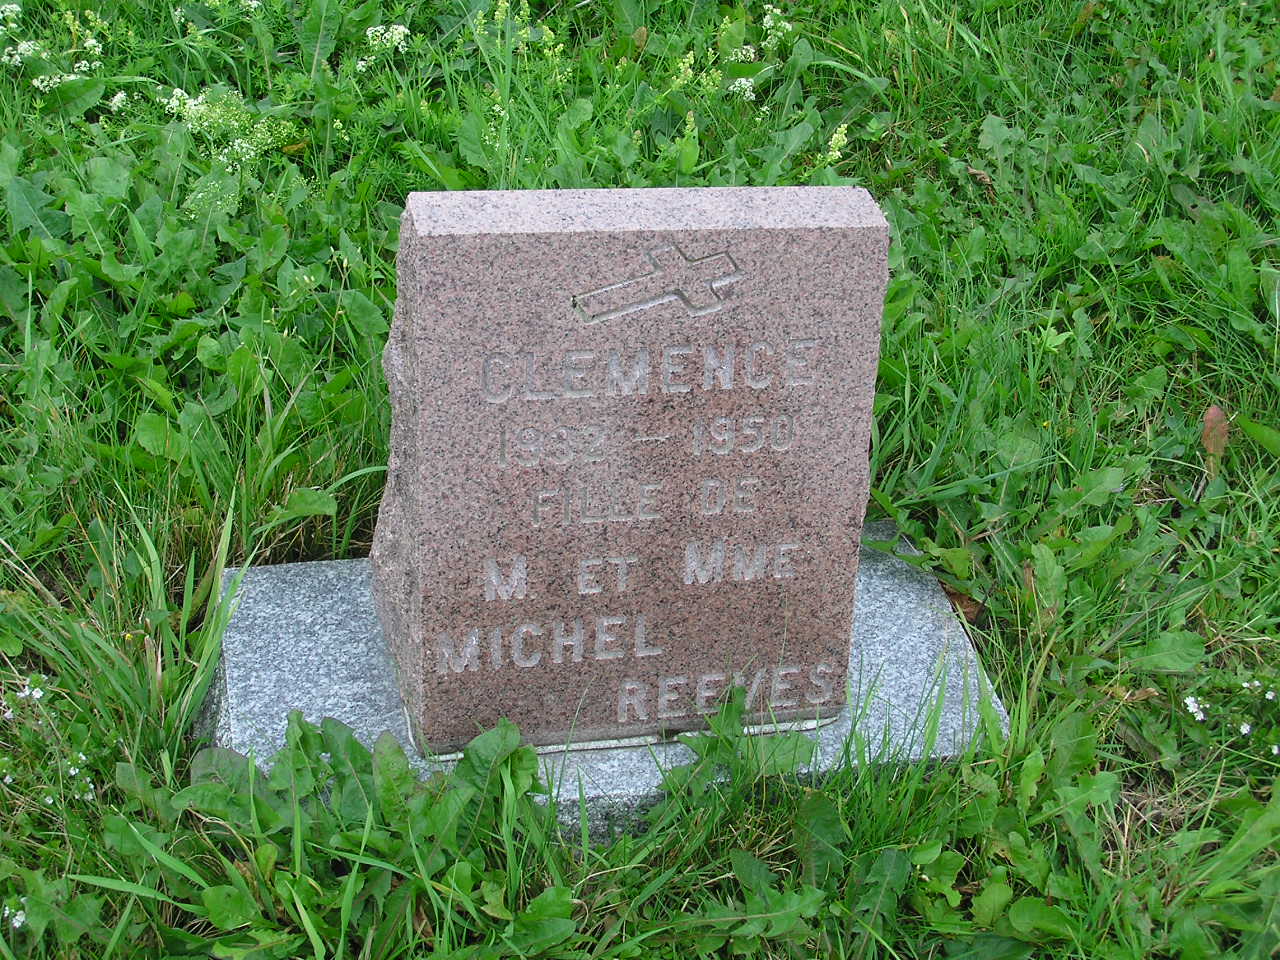 CLEMENCE
1932 - 1950
FILLE DE
M. ET MME
MICHEL
REEVES